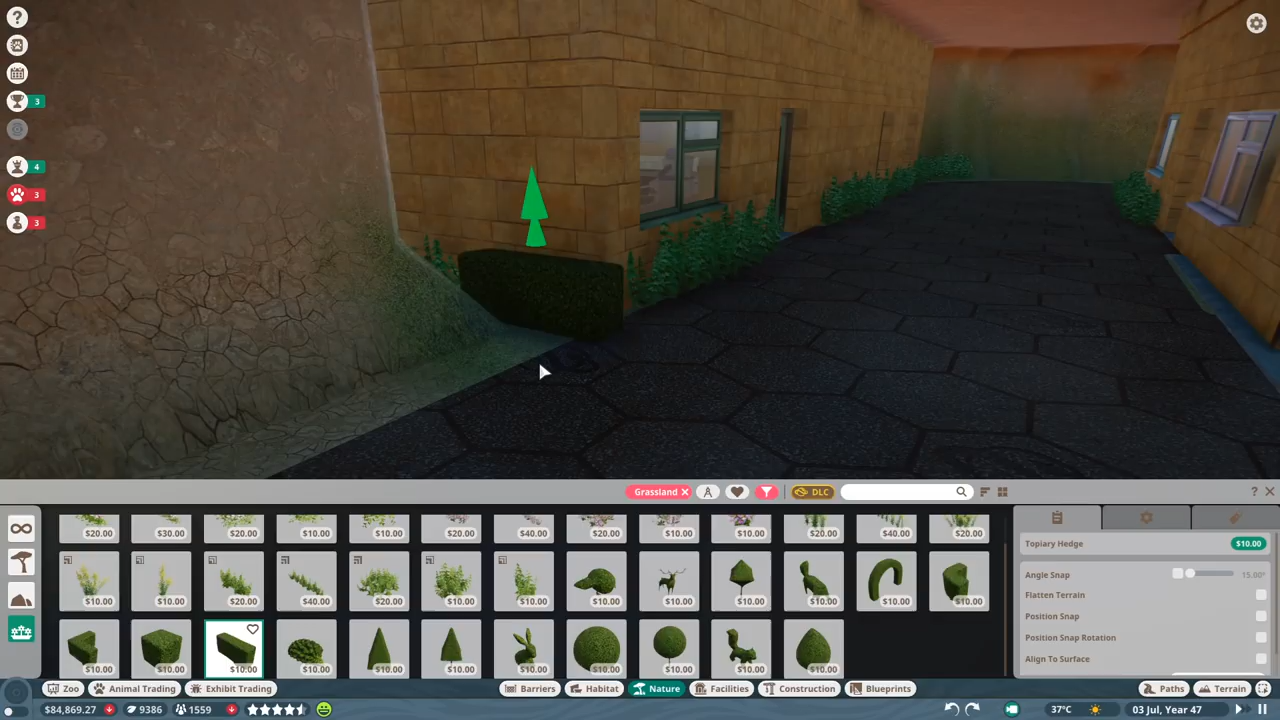 ?
3
4
3
3
Grassland ×
DLC
? ×
$20.00 $30.00 $20.00 $10.00 $10.00 $20.00 $40.00 $20.00 $10.00 $10.00 $20.00 $40.00 $20.00
$10.00 $10.00 $20.00 $40.00 $20.00 $10.00 $10.00 $10.00 $10.00 $10.00 $10.00 $10.00 $10.00
$10.00 $10.00 $10.00 $10.00 $10.00 $10.00 $10.00 $10.00 $10.00 $10.00 $10.00
Topiary Hedge $10.00
Angle Snap 15.00°
Flatten Terrain
Position Snap
Position Snap Rotation
Align To Surface
Zoo Animal Trading Exhibit Trading Barriers Habitat Nature Facilities Construction Blueprints Paths Terrain
$84,869.27 9386 1559 37°C 03 Jul, Year 47